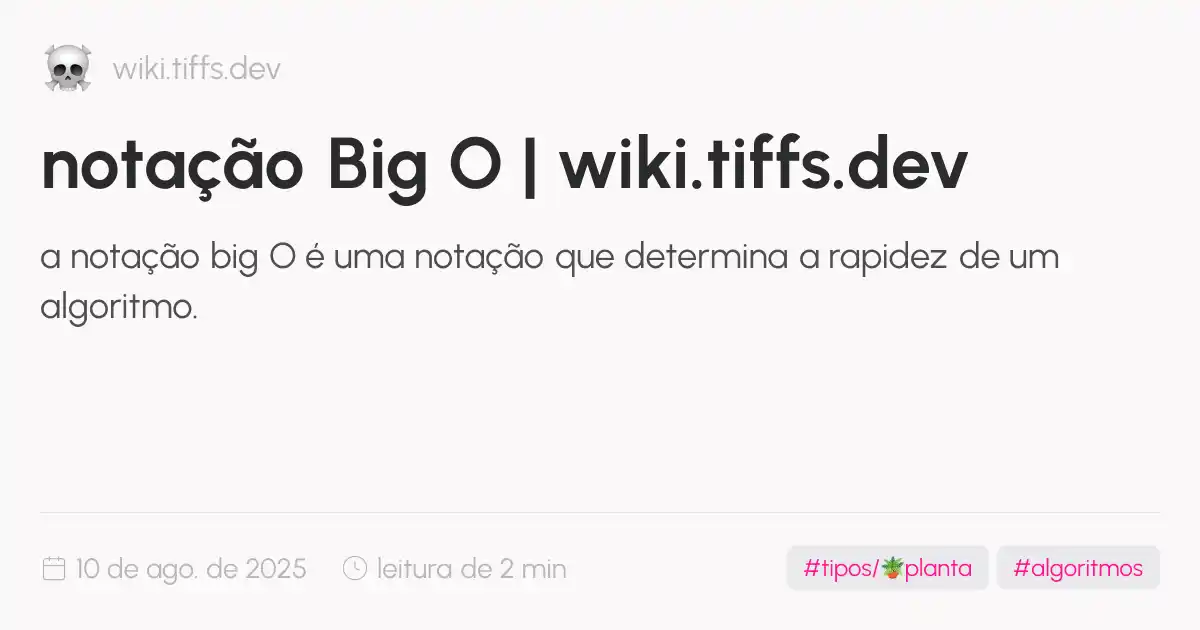 wiki.tiffs.dev
notação Big O | wiki.tiffs.dev
a notação big O é uma notação que determina a rapidez de um
algoritmo.
10 de ago. de 2025 leitura de 2 min #tipos/🪴planta #algoritmos